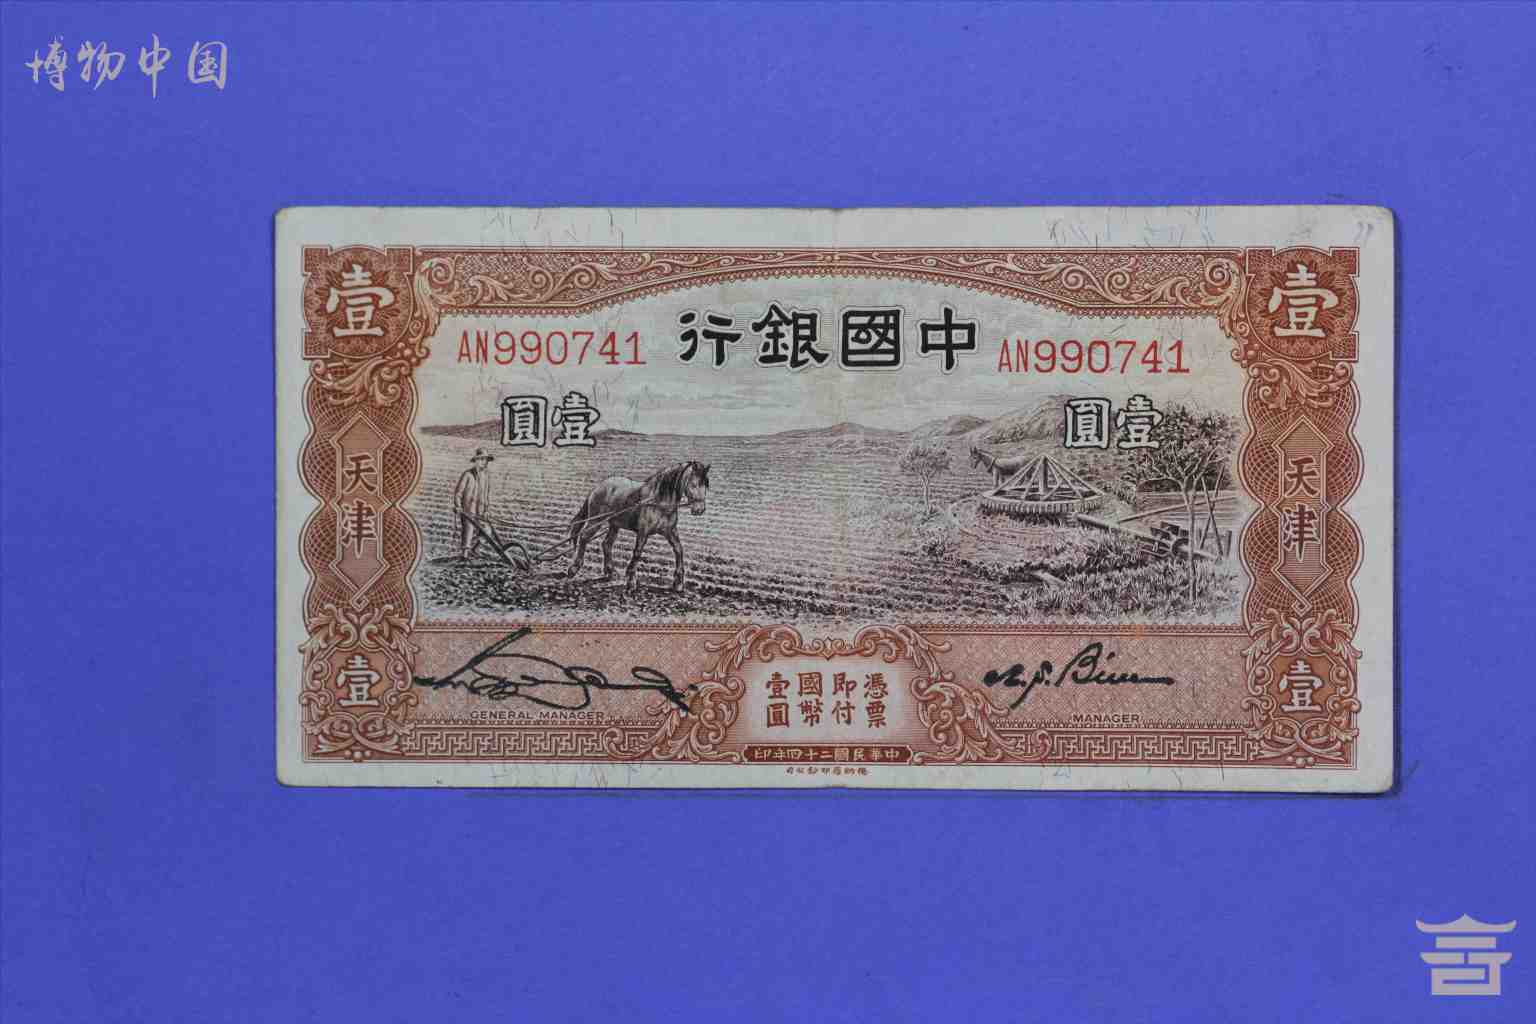 博物中国
壹
壹
AN990741
中國銀行
AN990741
壹圓
壹圓
天津
天津
憑票
即付
國幣
壹圓
壹
壹
GENERAL MANAGER
MANAGER
中華民國二十四年印